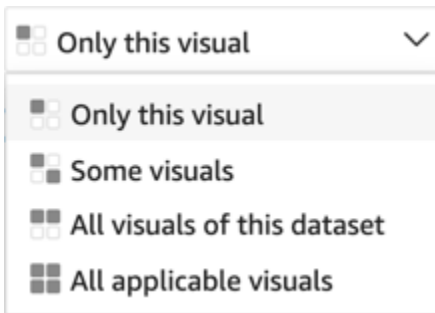 Only this visual
Only this visual
Some visuals
All visuals of this dataset
All applicable visuals